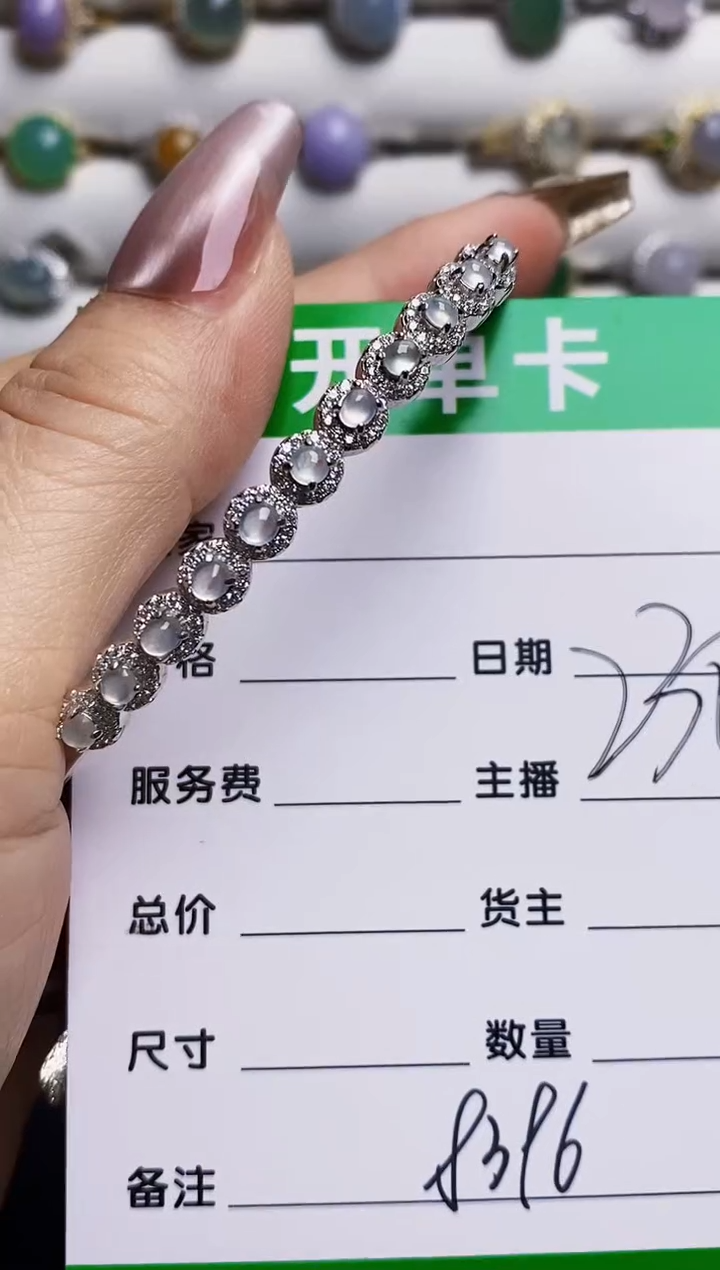 开单卡
家
格 日期
服务费 主播
总价 货主
尺寸 数量
备注